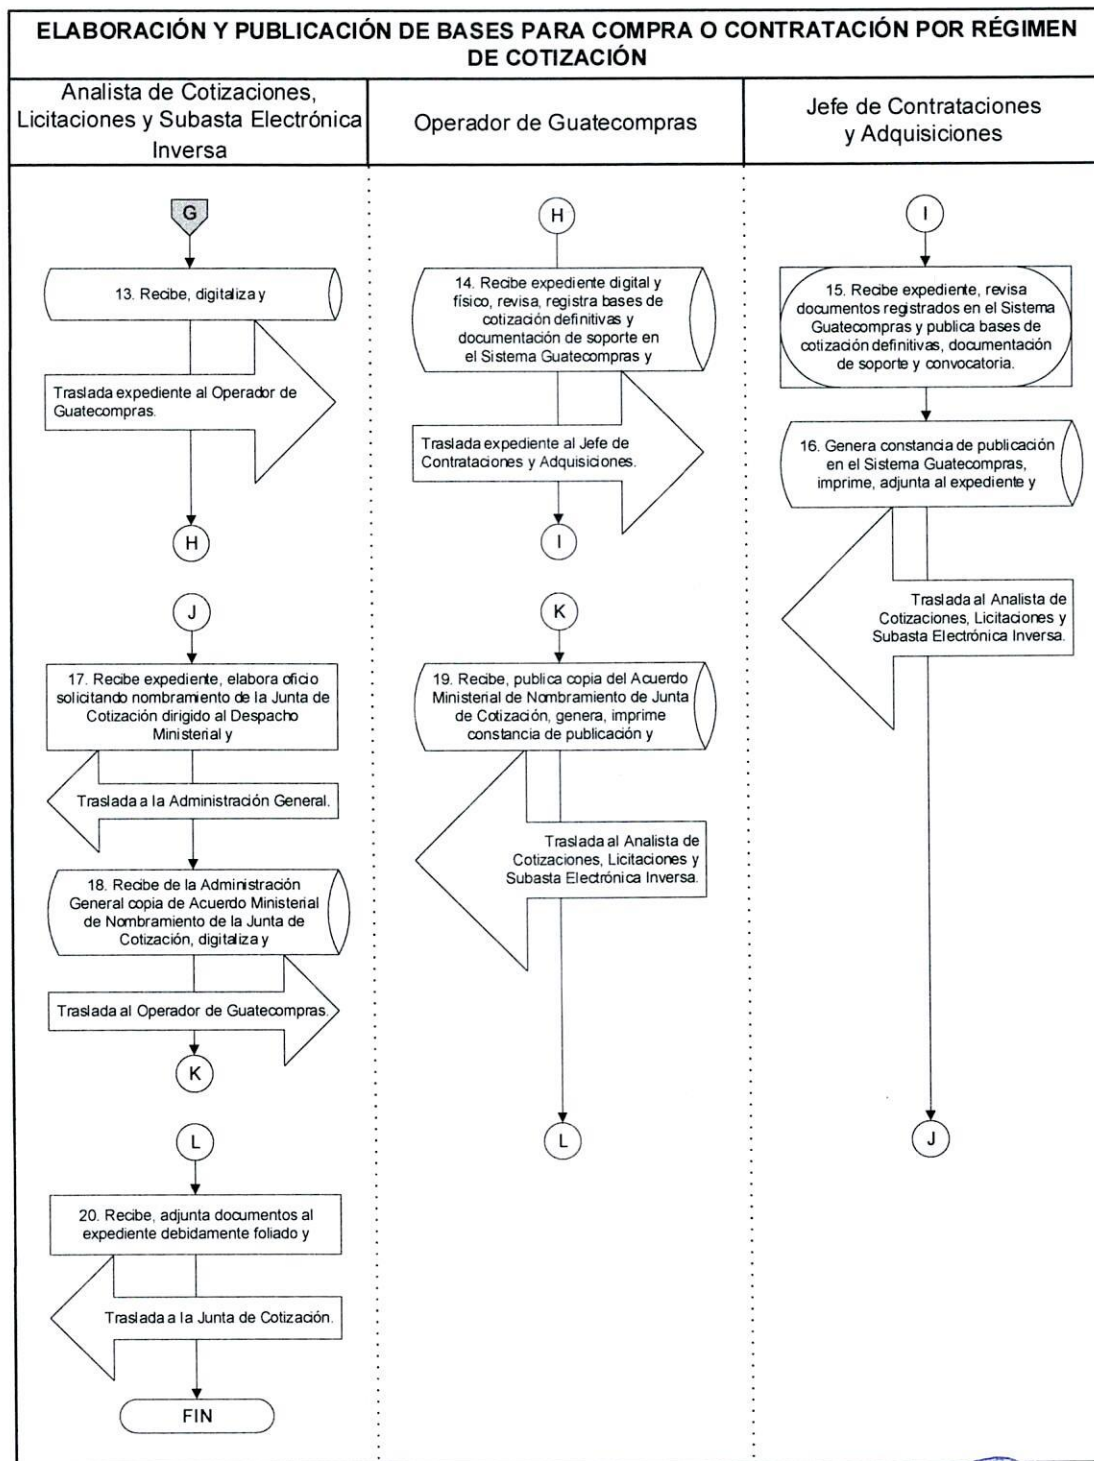 ELABORACIÓN Y PUBLICACIÓN DE BASES PARA COMPRA O CONTRATACIÓN POR RÉGIMEN
DE COTIZACIÓN
Analista de Cotizaciones,
Licitaciones y Subasta Electrónica
Inversa
Operador de Guatecompras
Jefe de Contrataciones
y Adquisiciones
G
13. Recibe, digitaliza y
Traslada expediente al Operador de
Guatecompras.
H
J
17. Recibe expediente, elabora oficio
solicitando nombramiento de la Junta de
Cotización dirigido al Despacho
Ministerial y
Traslada a la Administración General.
18. Recibe de la Administración
General copia de Acuerdo Ministerial
de Nombramiento de la Junta de
Cotización, digitaliza y
Traslada al Operador de Guatecompras.
K
L
20. Recibe, adjunta documentos al
expediente debidamente foliado y
Traslada a la Junta de Cotización.
FIN
H
14. Recibe expediente digital y
físico, revisa, registra bases de
cotización definitivas y
documentación de soporte en
el Sistema Guatecompras y
Traslada expediente al Jefe de
Contrataciones y Adquisiciones.
I
K
19. Recibe, publica copia del Acuerdo
Ministerial de Nombramiento de Junta
de Cotización, genera, imprime
constancia de publicación y
Traslada al Analista de
Cotizaciones, Licitaciones y
Subasta Electrónica Inversa.
L
I
15. Recibe expediente, revisa
documentos registrados en el Sistema
Guatecompras y publica bases de
cotización definitivas, documentación
de soporte y convocatoria.
16. Genera constancia de publicación
en el Sistema Guatecompras,
imprime, adjunta al expediente y
Traslada al Analista de
Cotizaciones, Licitaciones y
Subasta Electrónica Inversa.
J